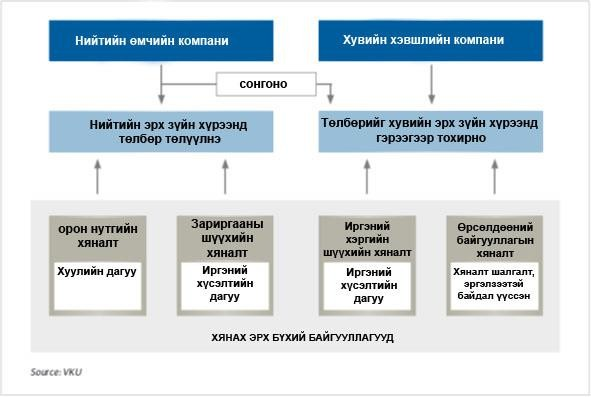 Нийтийн өмчийн компани
Хувийн хэвшлийн компани
сонгоно
Нийтийн эрх зүйн хүрээнд
төлбөр төлүүлнэ
Төлбөрийг хувийн эрх зүйн хүрээнд
гэрээгээр тохирно
орон нутгийн
хяналт
Хуулийн дагуу
Зариргааны
шүүхийн
хяналт
Иргэний
хүсэлтийн
дагуу
Иргэний
хэргийн
шүүхийн хяналт
Иргэний
хүсэлтийн
дагуу
Өрсөлдөөний
байгууллагын
хяналт
Хяналт шалгалт,
эргэлзээтэй
байдал үүссэн
ХЯНАХ ЭРХ БҮХИЙ БАЙГУУЛЛАГУУД
Source: VKU